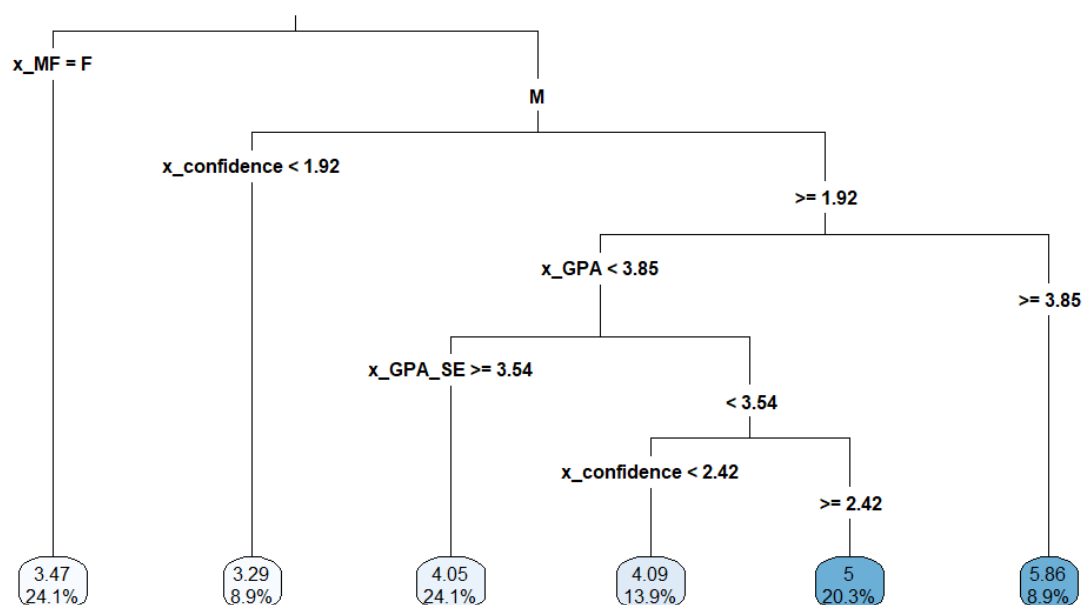 x_MF = F
M
x_confidence < 1.92
>= 1.92
x_GPA < 3.85
>= 3.85
x_GPA_SE >= 3.54
< 3.54
x_confidence < 2.42
>= 2.42
3.47
24.1%
3.29
8.9%
4.05
24.1%
4.09
13.9%
5
20.3%
5.86
8.9%